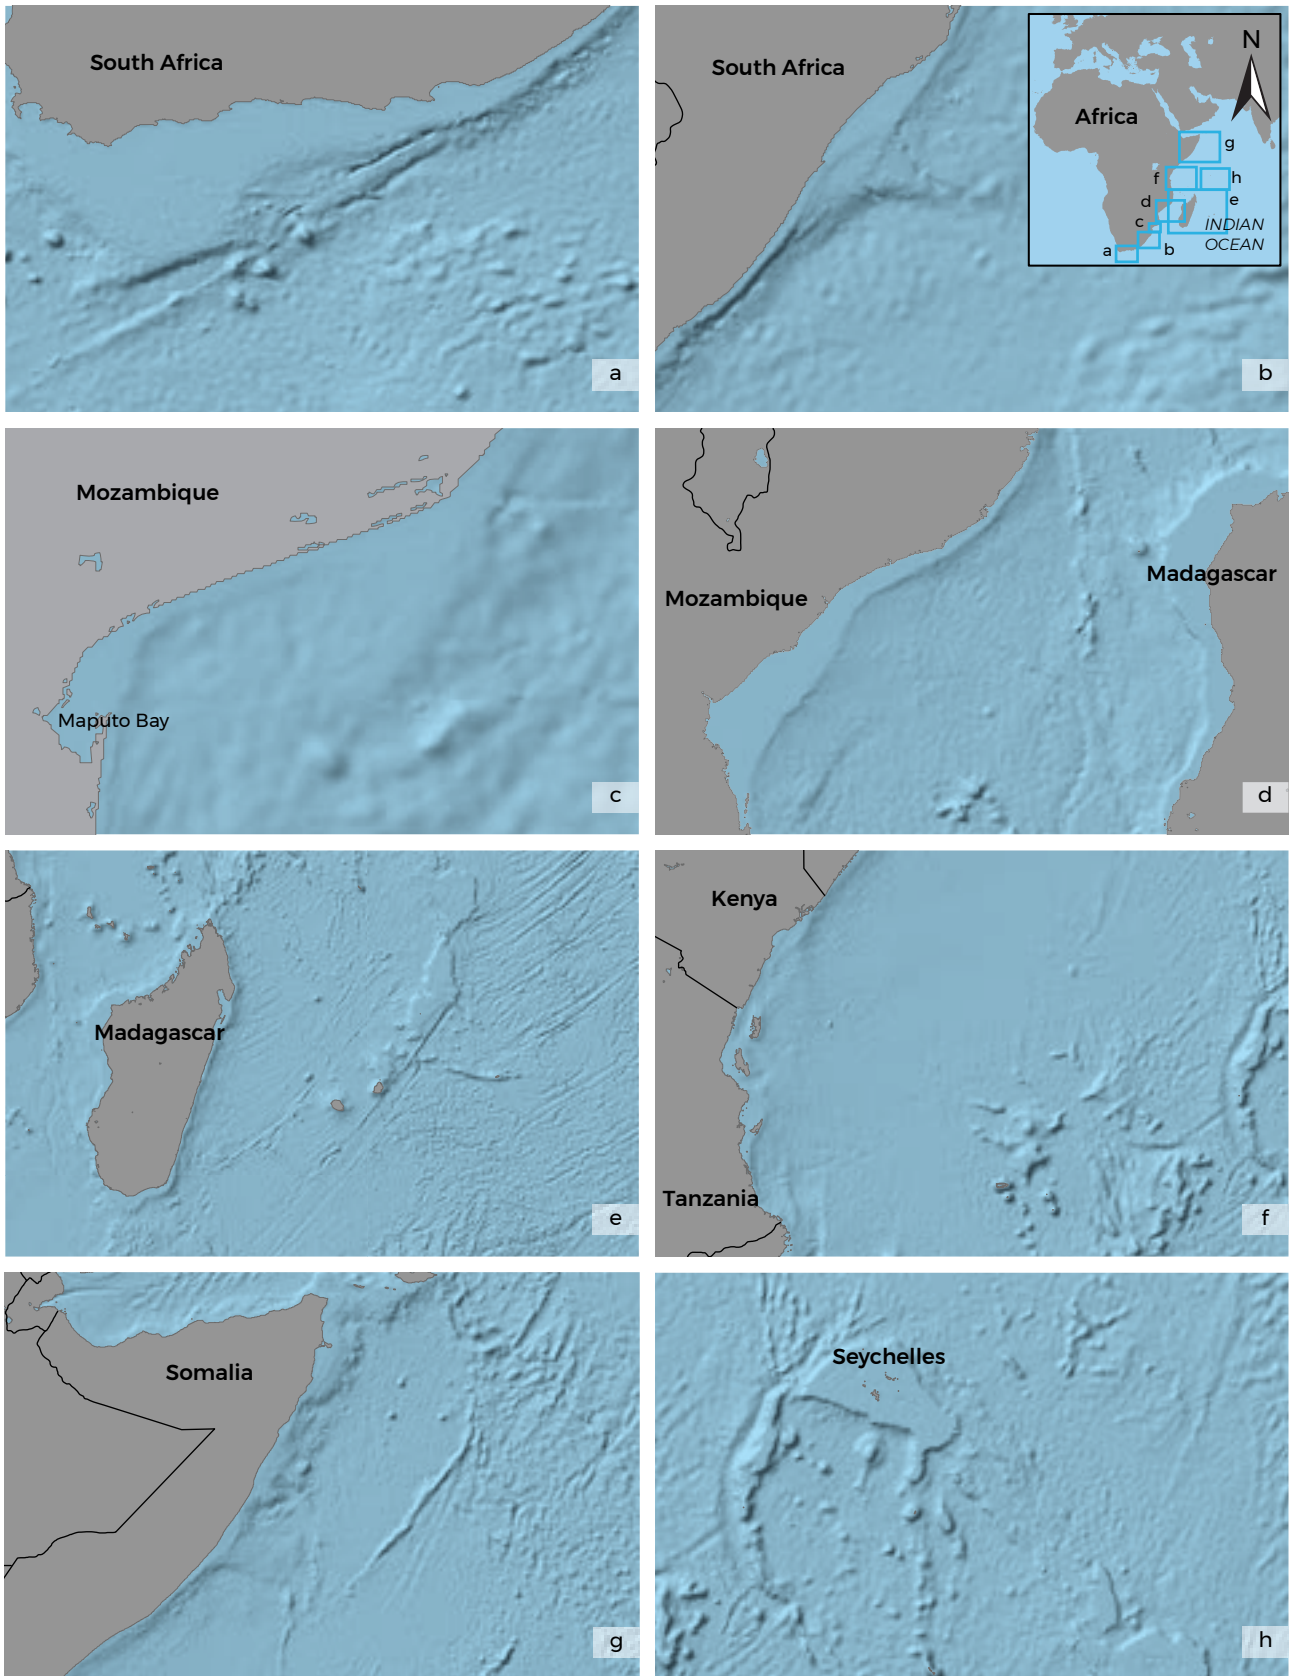 South Africa
a
South Africa
N
Africa
g
f
h
d
e
c
INDIAN
OCEAN
a
b
b
Mozambique
Maputo Bay
c
Mozambique
Madagascar
d
Madagascar
e
Kenya
Tanzania
f
Somalia
g
Seychelles
h